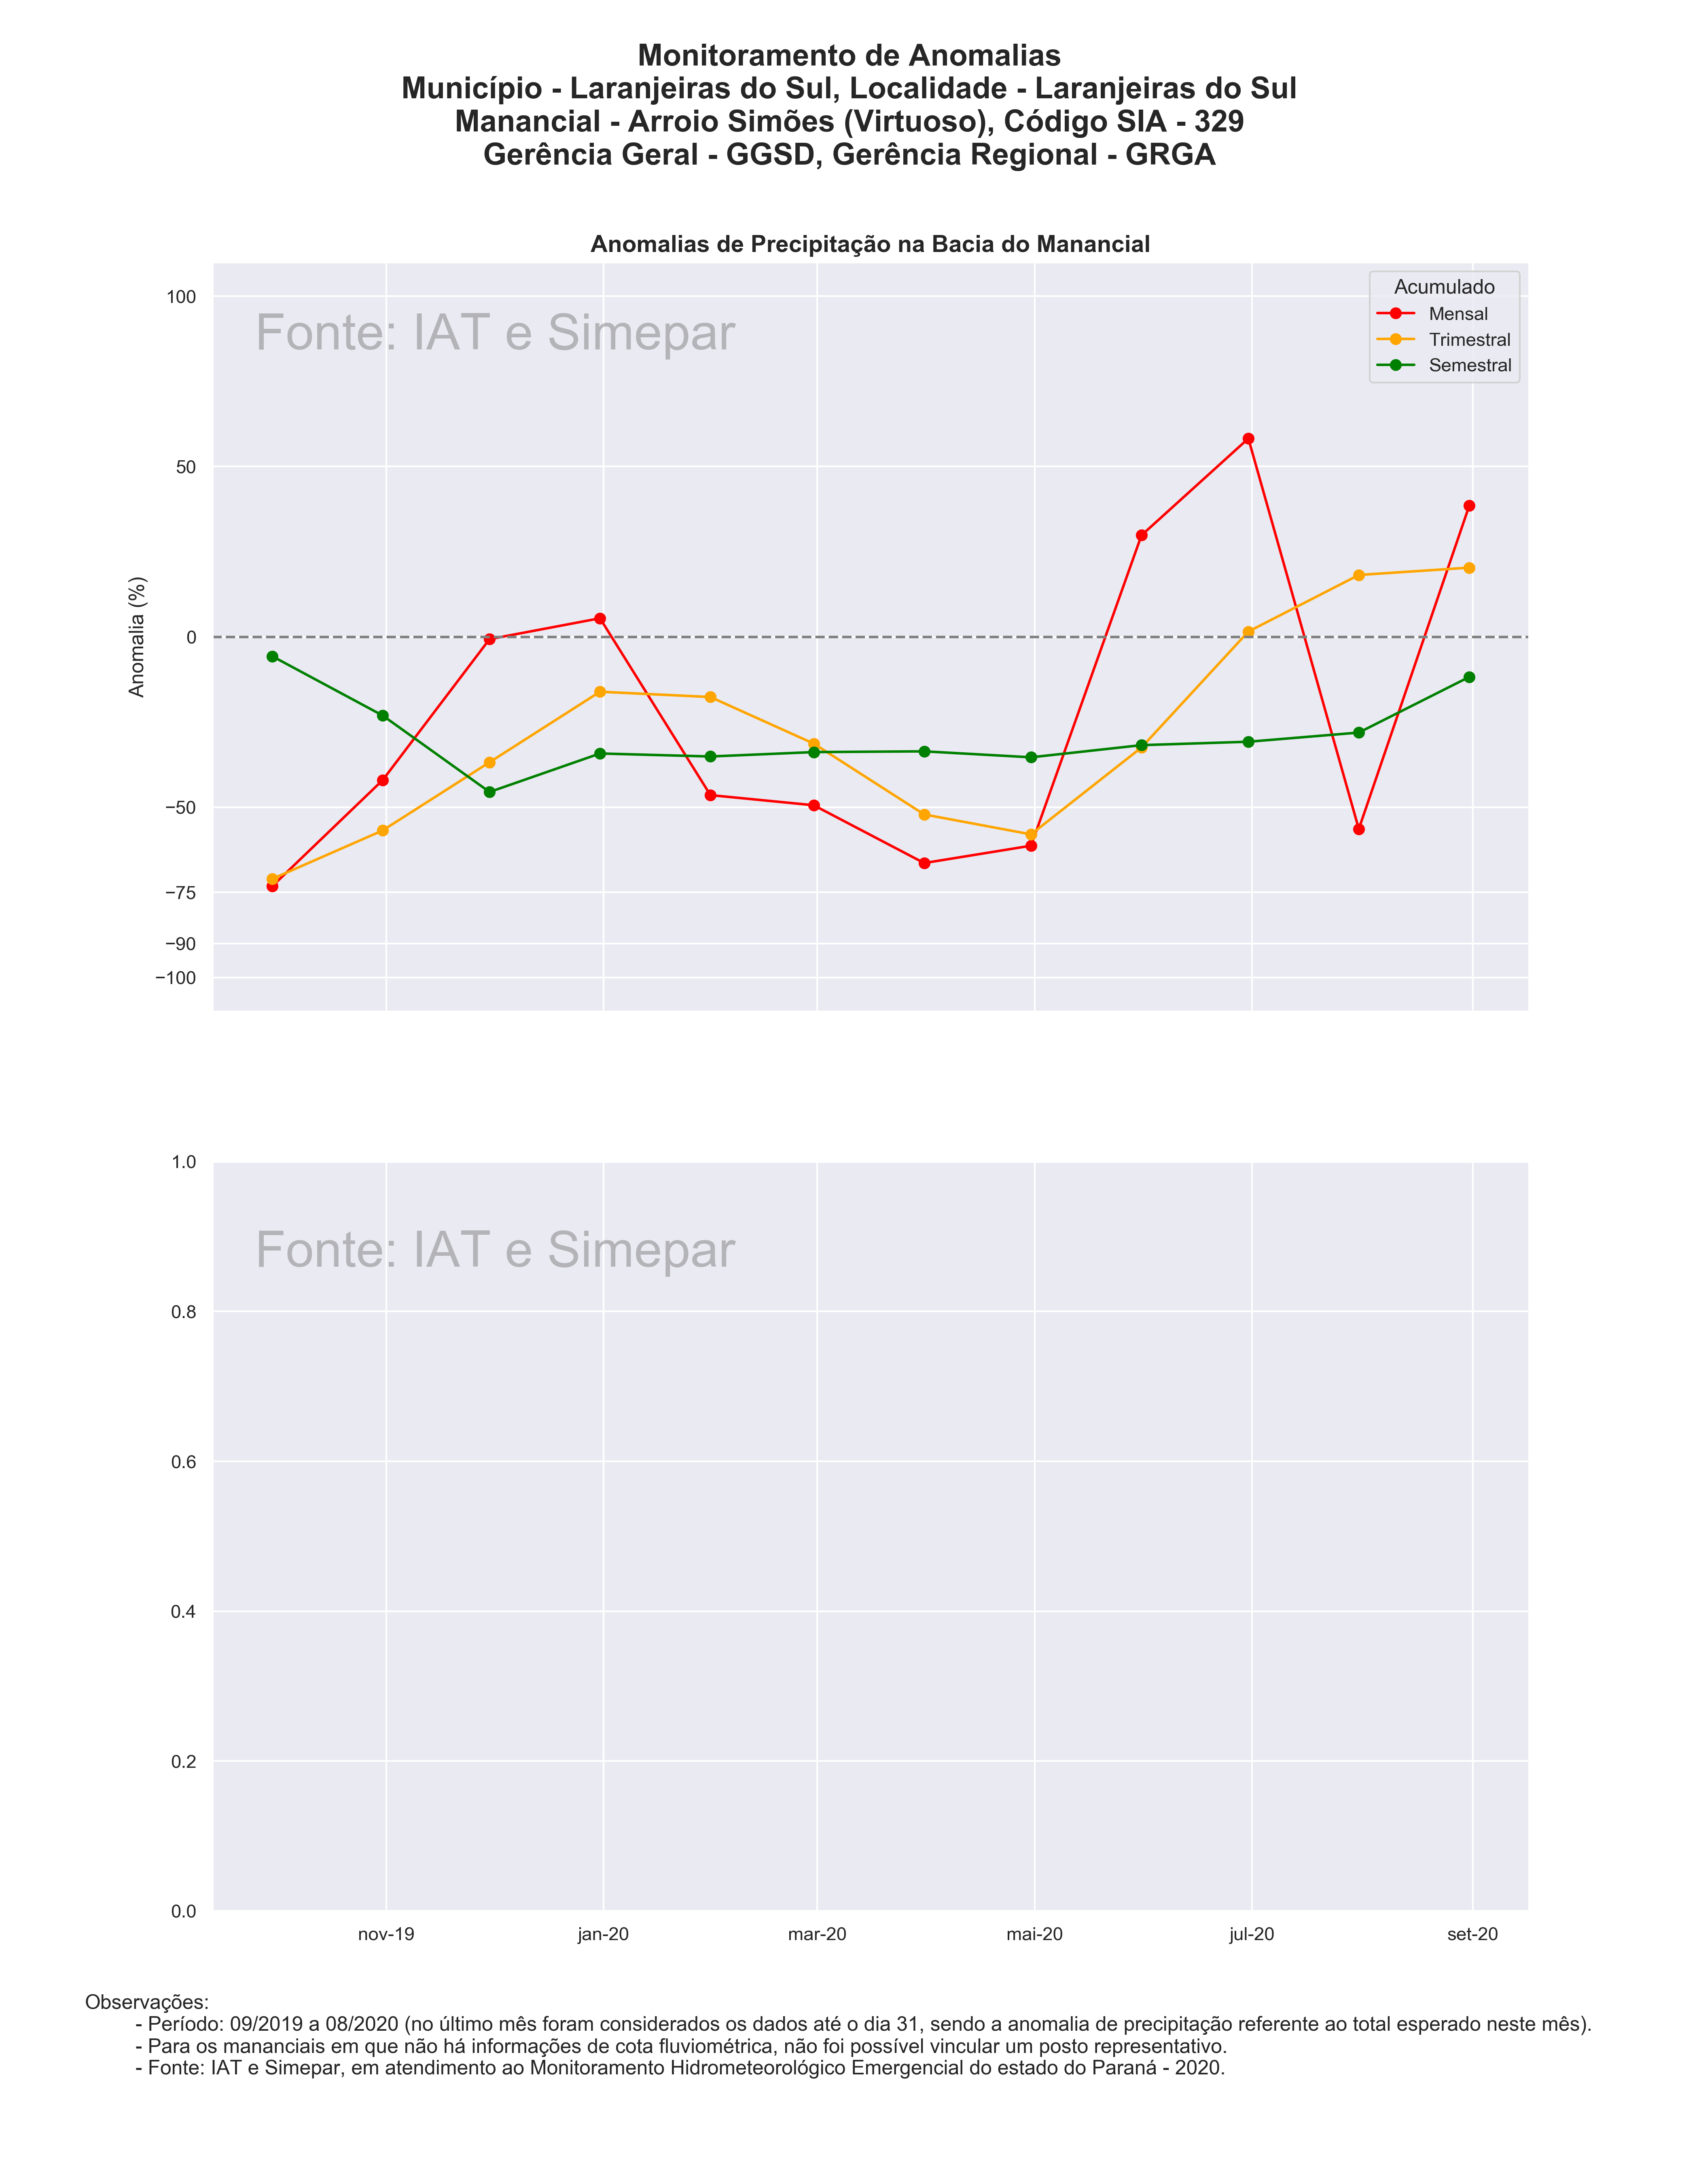 Monitoramento de Anomalias
Município - Laranjeiras do Sul, Localidade - Laranjeiras do Sul
Manancial - Arroio Simões (Virtuoso), Código SIA - 329
Gerência Geral - GGSD, Gerência Regional - GRGA
Anomalias de Precipitação na Bacia do Manancial
Fonte: IAT e Simepar
Acumulado
Mensal
Trimestral
Semestral
Anomalia (%)
100
50
0
−50
−75
−90
−100
Fonte: IAT e Simepar
1.0
0.8
0.6
0.4
0.2
0.0
nov-19 jan-20 mar-20 mai-20 jul-20 set-20
Observações:
- Período: 09/2019 a 08/2020 (no último mês foram considerados os dados até o dia 31, sendo a anomalia de precipitação referente ao total esperado neste mês).
- Para os mananciais em que não há informações de cota fluviométrica, não foi possível vincular um posto representativo.
- Fonte: IAT e Simepar, em atendimento ao Monitoramento Hidrometeorológico Emergencial do estado do Paraná - 2020.